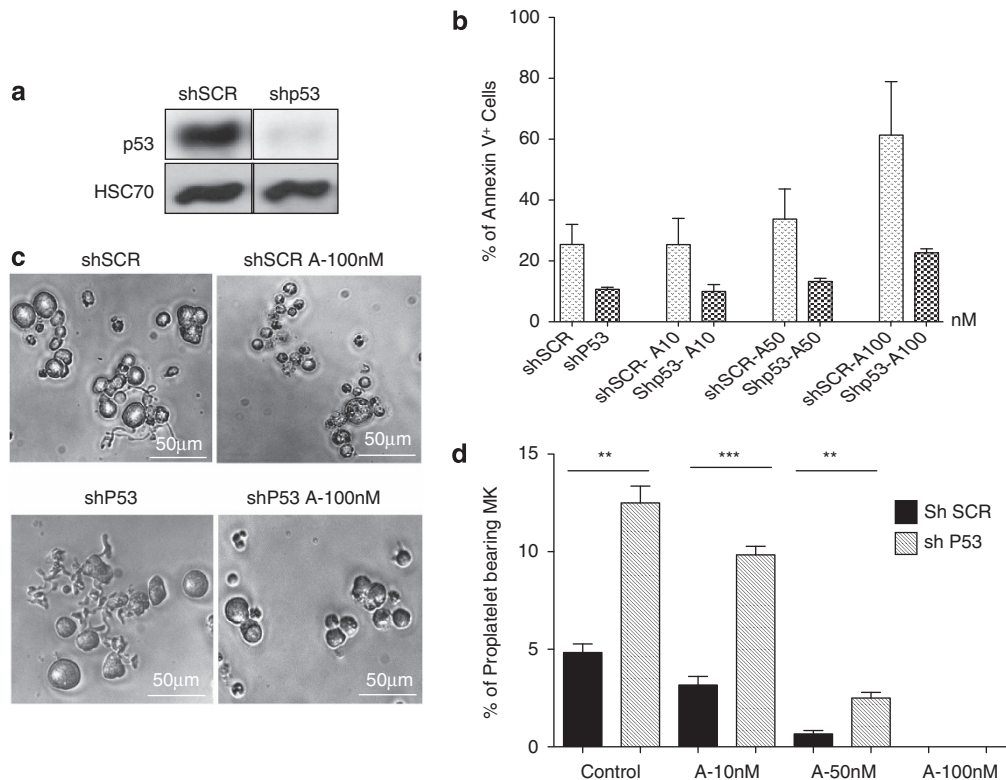 a
shSCR shp53
p53
HSC70
b
% of Annexin V+ Cells
100
80
60
40
20
0
nM
shSCR
shP53
shSCR- A10
Shp53- A10
shSCR-A50
Shp53-A50
shSCR-A100
Shp53-A100
c
shSCR
shSCR A-100nM
50µm
50µm
shP53
shP53 A-100nM
50µm
50µm
d
% of Proplatelet bearing MK
15
10
5
0
** *** **
Sh SCR
sh P53
Control A-10nM A-50nM A-100nM